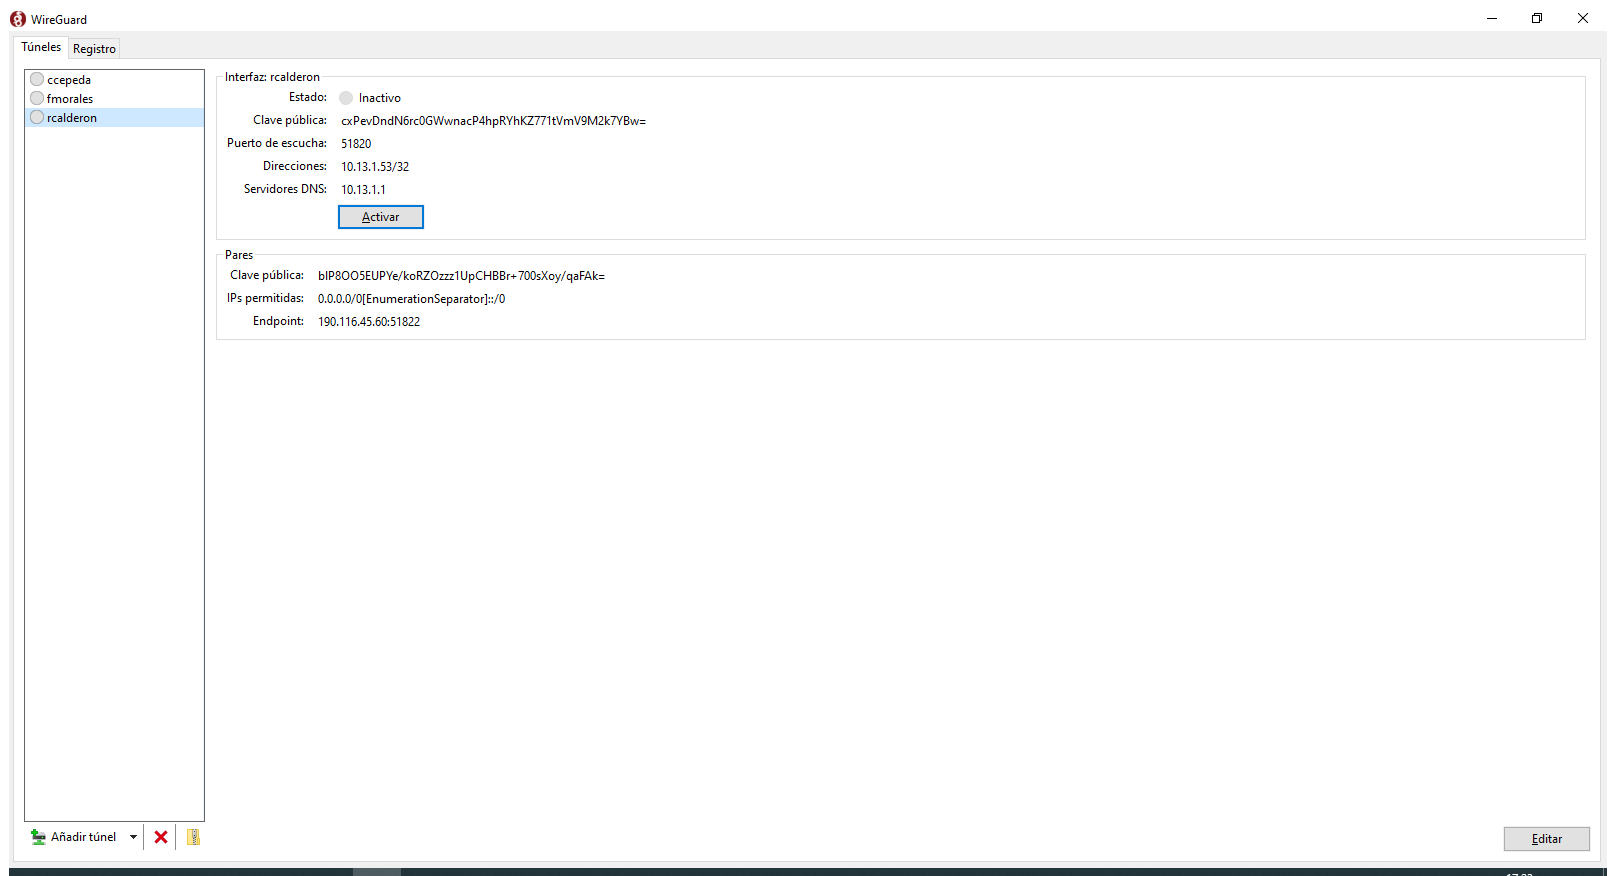 WireGuard
Túneles
Registro
ccepeda
fmorales
rcalderon
Interfaz: rcalderon
Estado: Inactivo
Clave pública: cxPevDndN6rc0GWwnacP4hpRYhKZ771tVmV9M2k7YBw=
Puerto de escucha: 51820
Direcciones: 10.13.1.53/32
Servidores DNS: 10.13.1.1
Activar
Pares
Clave pública: bIP8OO5EUPYe/koRZOzzz1UpCHBBr+700sXoy/qaFAk=
IPs permitidas: 0.0.0.0/0[EnumerationSeparator]::/0
Endpoint: 190.116.45.60:51822
Añadir túnel
Editar